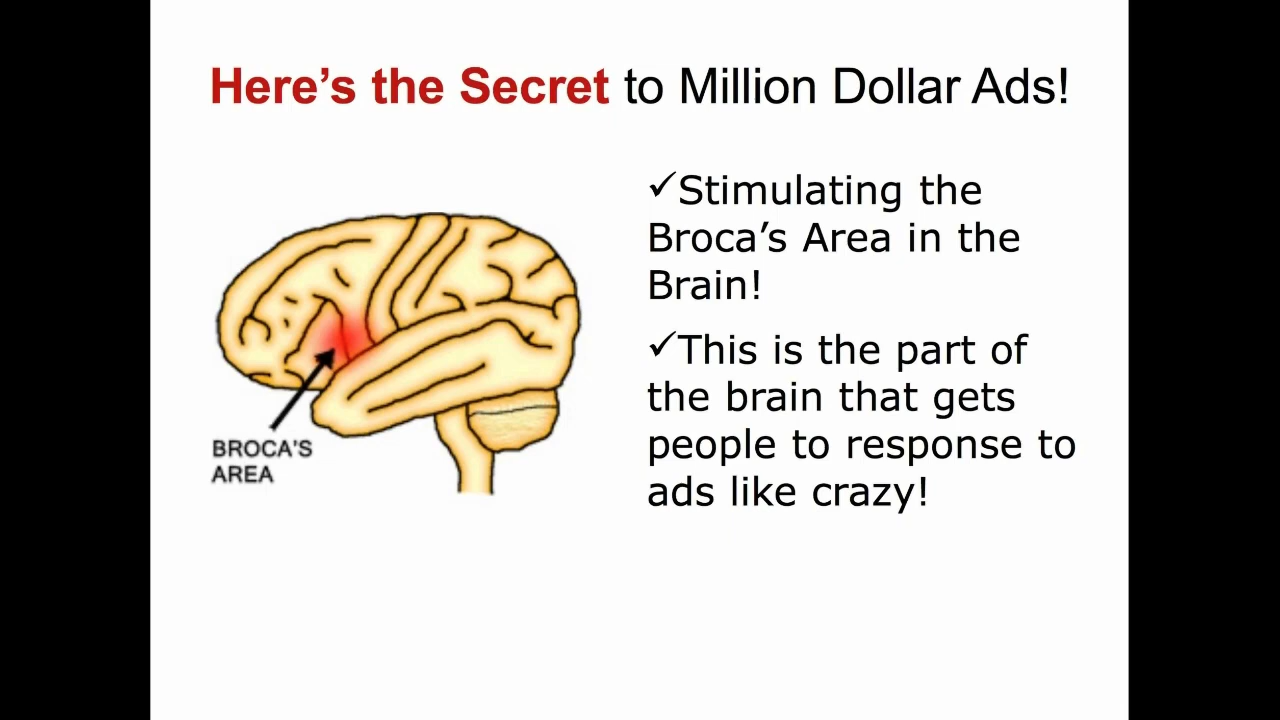 Here’s the Secret to Million Dollar Ads!
✓Stimulating the
Broca’s Area in the
Brain!
✓This is the part of
the brain that gets
people to response to
ads like crazy!
BROCA'S
AREA